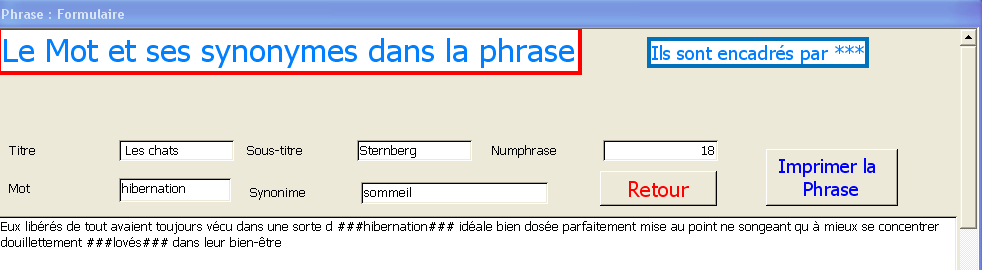 Phrase : Formulaire
Le Mot et ses synonymes dans la phrase
Ils sont encadrés par ***
Titre Les chats Sous-titre Sternberg Numphrase 18
Imprimer la
Phrase
Mot hibernation Synonime sommeil Retour
Eux libérés de tout avaient toujours vécu dans une sorte d ###hibernation### idéale bien dosée parfaitement mise au point ne songeant qu à mieux se concentrer
douillettement ###lovés### dans leur bien-être